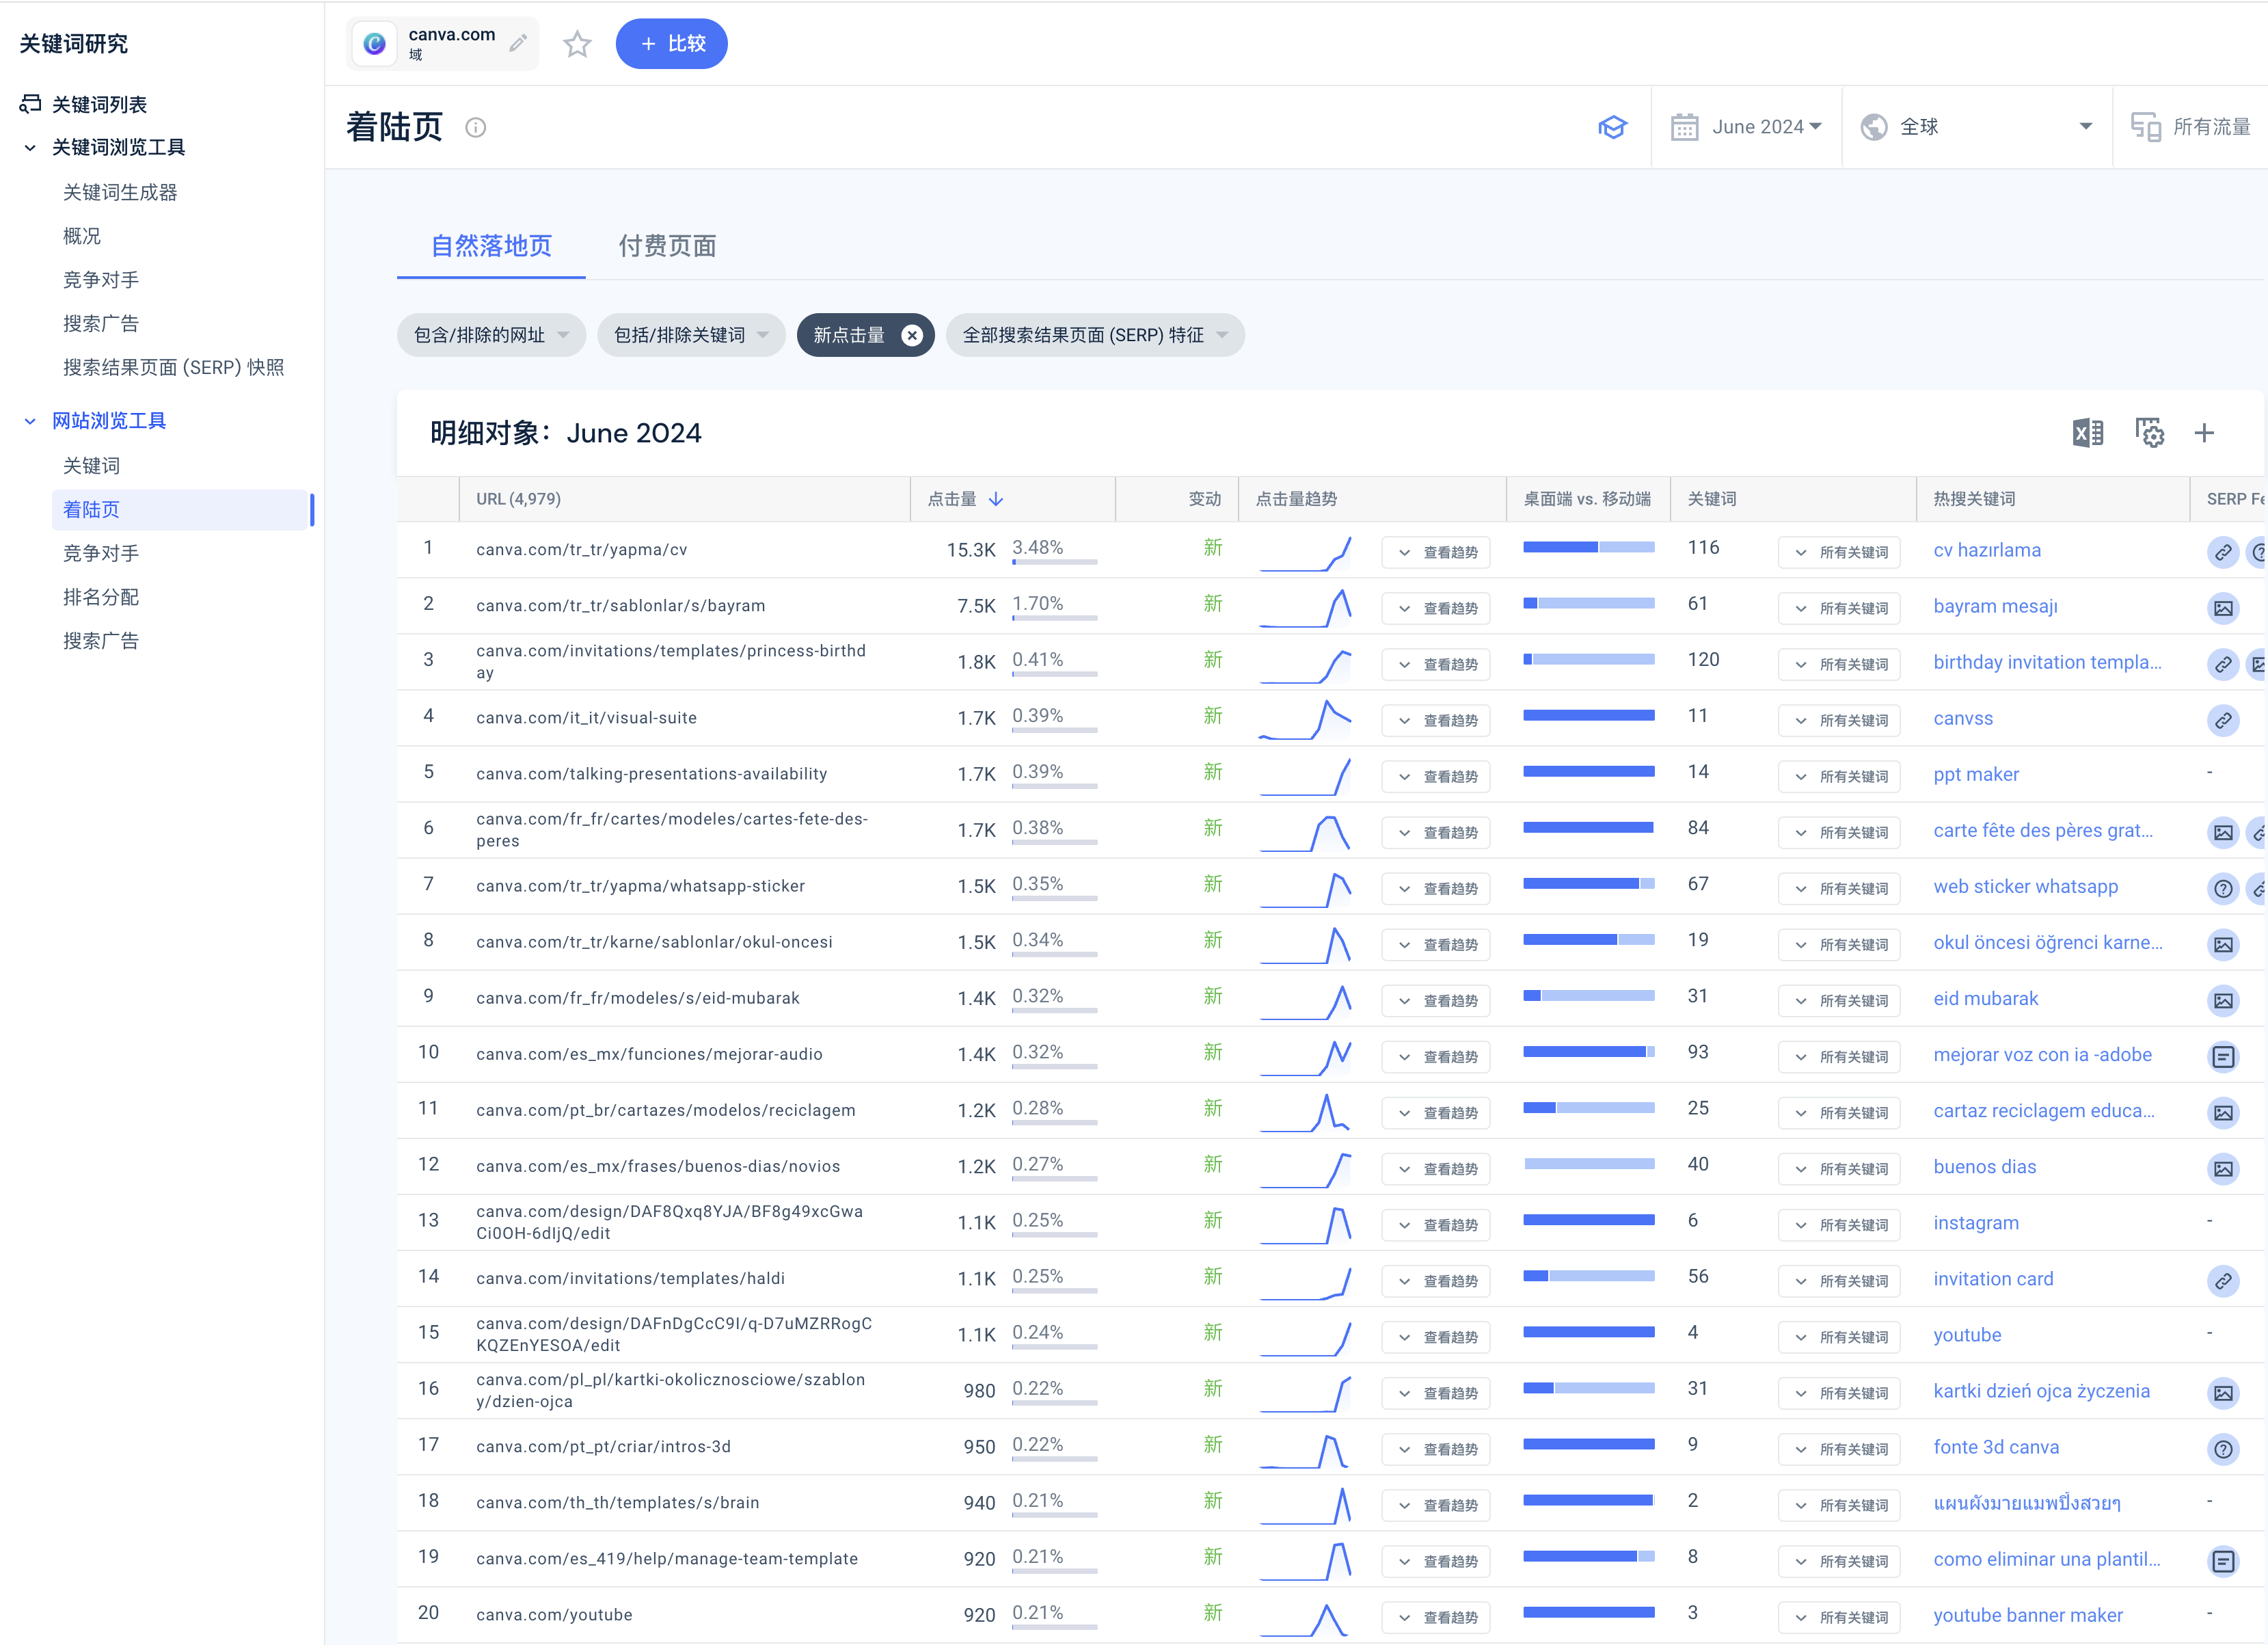 关键词研究
关键词列表
关键词浏览工具
关键词生成器
概况
竞争对手
搜索广告
搜索结果页面 (SERP) 快照
网站浏览工具
关键词
着陆页
竞争对手
排名分配
搜索广告
canva.com
域
+ 比较
着陆页
June 2024
全球
所有流量
自然落地页
付费页面
包含/排除的网址
包括/排除关键词
新点击量
全部搜索结果页面 (SERP) 特征
明细对象：June 2024
URL (4,979) 点击量 变动 点击量趋势 桌面端 vs. 移动端 关键词 热搜关键词 SERP
1 canva.com/tr_tr/yapma/cv 15.3K 3.48% 新 查看趋势 116 所有关键词 cv hazırlama
2 canva.com/tr_tr/sablonlar/s/bayram 7.5K 1.70% 新 查看趋势 61 所有关键词 bayram mesajı
3 canva.com/invitations/templates/princess-birthd
ay 1.8K 0.41% 新 查看趋势 120 所有关键词 birthday invitation templa...
4 canva.com/it_it/visual-suite 1.7K 0.39% 新 查看趋势 11 所有关键词 canvss
5 canva.com/talking-presentations-availability 1.7K 0.39% 新 查看趋势 14 所有关键词 ppt maker -
6 canva.com/fr_fr/cartes/modeles/cartes-fete-des-
peres 1.7K 0.38% 新 查看趋势 84 所有关键词 carte fête des pères grat...
7 canva.com/tr_tr/yapma/whatsapp-sticker 1.5K 0.35% 新 查看趋势 67 所有关键词 web sticker whatsapp
8 canva.com/tr_tr/karne/sablonlar/okul-oncesi 1.5K 0.34% 新 查看趋势 19 所有关键词 okul öncesi öğrenci karne...
9 canva.com/fr_fr/modeles/s/eid-mubarak 1.4K 0.32% 新 查看趋势 31 所有关键词 eid mubarak
10 canva.com/es_mx/funciones/mejorar-audio 1.4K 0.32% 新 查看趋势 93 所有关键词 mejorar voz con ia -adobe
11 canva.com/pt_br/cartazes/modelos/reciclagem 1.2K 0.28% 新 查看趋势 25 所有关键词 cartaz reciclagem educa...
12 canva.com/es_mx/frases/buenos-dias/novios 1.2K 0.27% 新 查看趋势 40 所有关键词 buenos dias
13 canva.com/design/DAF8Qxq8YJA/BF8g49xcGwa
Ci0OH-6dIjQ/edit 1.1K 0.25% 新 查看趋势 6 所有关键词 instagram -
14 canva.com/invitations/templates/haldi 1.1K 0.25% 新 查看趋势 56 所有关键词 invitation card
15 canva.com/design/DAFnDgCcC9I/q-D7uMZRRogC
KQZEnYESOA/edit 1.1K 0.24% 新 查看趋势 4 所有关键词 youtube -
16 canva.com/pl_pl/kartki-okolicznosciowe/szablon
y/dzien-ojca 980 0.22% 新 查看趋势 31 所有关键词 kartki dzień ojca życzenia
17 canva.com/pt_pt/criar/intros-3d 950 0.22% 新 查看趋势 9 所有关键词 fonte 3d canva
18 canva.com/th_th/templates/s/brain 940 0.21% 新 查看趋势 2 所有关键词 แผนผังมายแมพปิ้งสวยๆ -
19 canva.com/es_419/help/manage-team-template 920 0.21% 新 查看趋势 8 所有关键词 como eliminar una plantil...
20 canva.com/youtube 920 0.21% 新 查看趋势 3 所有关键词 youtube banner maker -